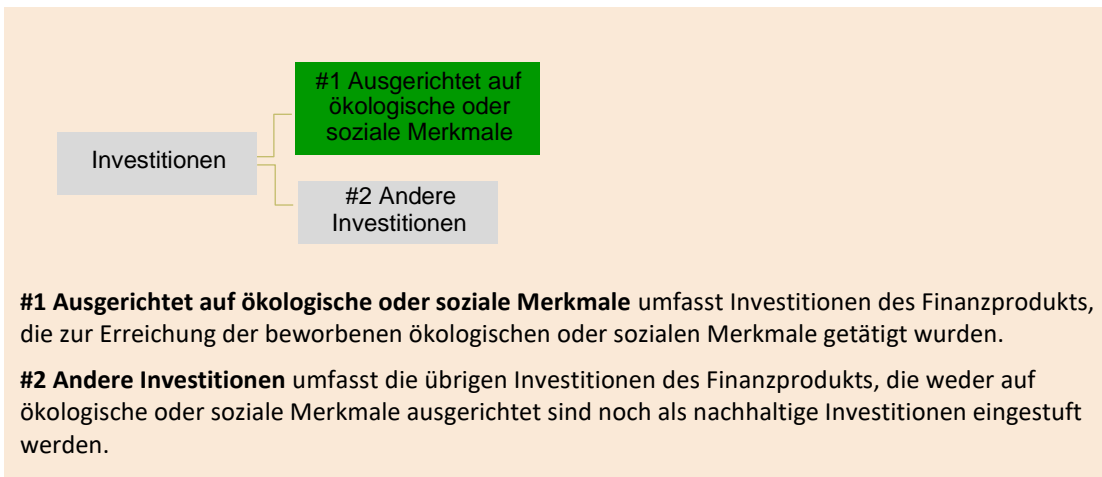 #1 Ausgerichtet auf
ökologische oder
soziale Merkmale
Investitionen
#2 Andere
Investitionen
#1 Ausgerichtet auf ökologische oder soziale Merkmale umfasst Investitionen des Finanzprodukts,
die zur Erreichung der beworbenen ökologischen oder sozialen Merkmale getätigt wurden.
#2 Andere Investitionen umfasst die übrigen Investitionen des Finanzprodukts, die weder auf
ökologische oder soziale Merkmale ausgerichtet sind noch als nachhaltige Investitionen eingestuft
werden.